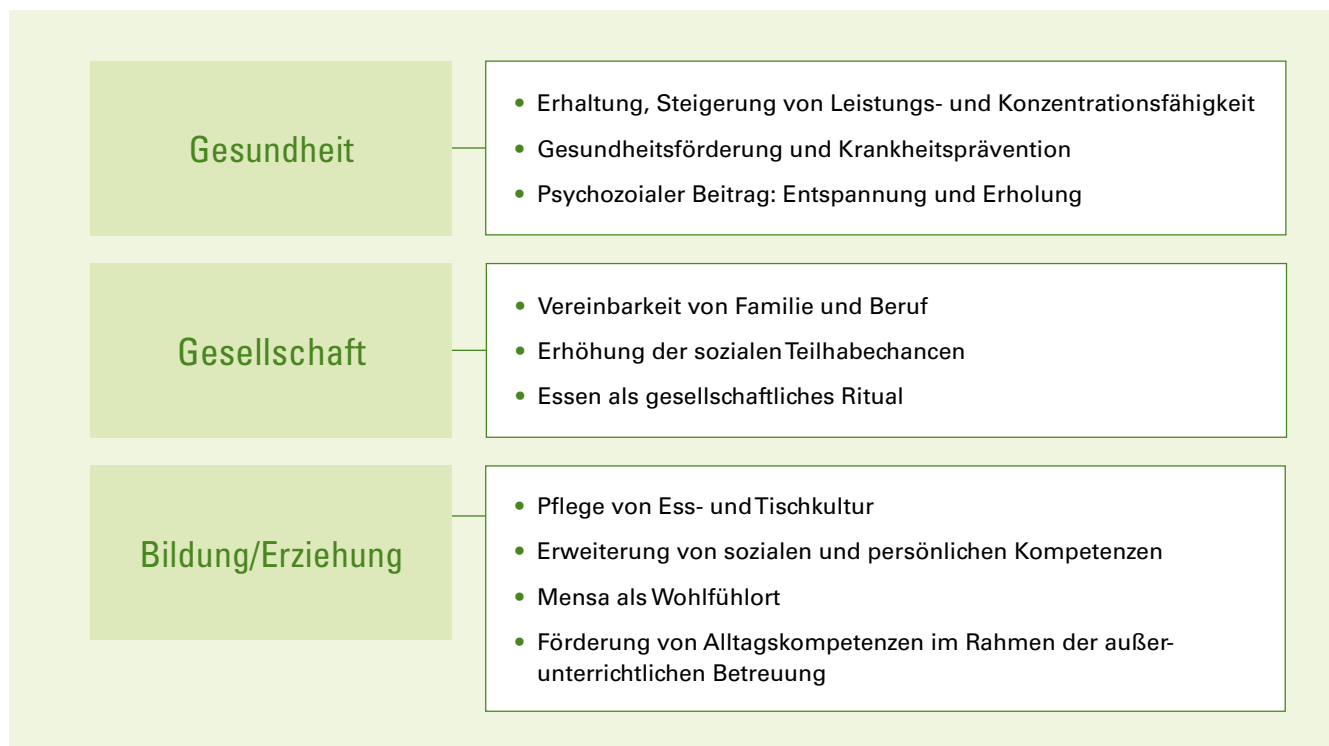 Gesundheit
• Erhaltung, Steigerung von Leistungs- und Konzentrationsfähigkeit
• Gesundheitsförderung und Krankheitsprävention
• Psychozoialer Beitrag: Entspannung und Erholung
Gesellschaft
• Vereinbarkeit von Familie und Beruf
• Erhöhung der sozialen Teilhabechancen
• Essen als gesellschaftliches Ritual
Bildung/Erziehung
• Pflege von Ess- und Tischkultur
• Erweiterung von sozialen und persönlichen Kompetenzen
• Mensa als Wohlfühlort
• Förderung von Alltagskompetenzen im Rahmen der außer-
unterrichtlichen Betreuung